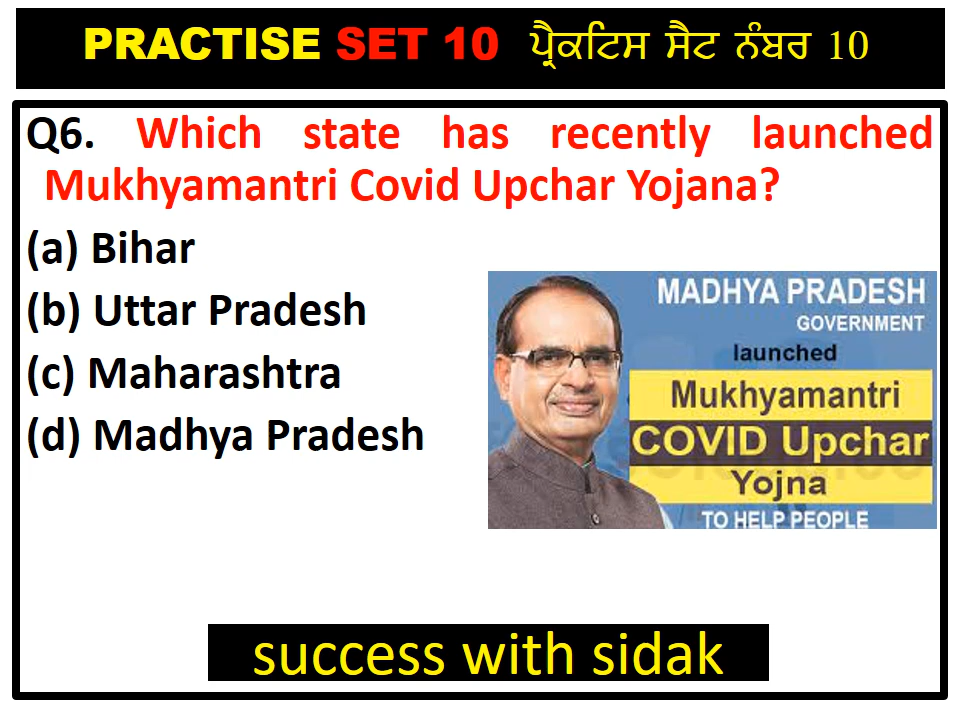 PRACTISE SET 10 ਪ੍ਰੈਕਟਿਸ ਸੈਟ ਨੰਬਰ 10
Q6. Which state has recently launched
Mukhyamantri Covid Upchar Yojana?
(a) Bihar
(b) Uttar Pradesh
(c) Maharashtra
(d) Madhya Pradesh
MADHYA PRADESH
GOVERNMENT
launched
Mukhyamantri
COVID Upchar
Yojna
TO HELP PEOPLE
success with sidak